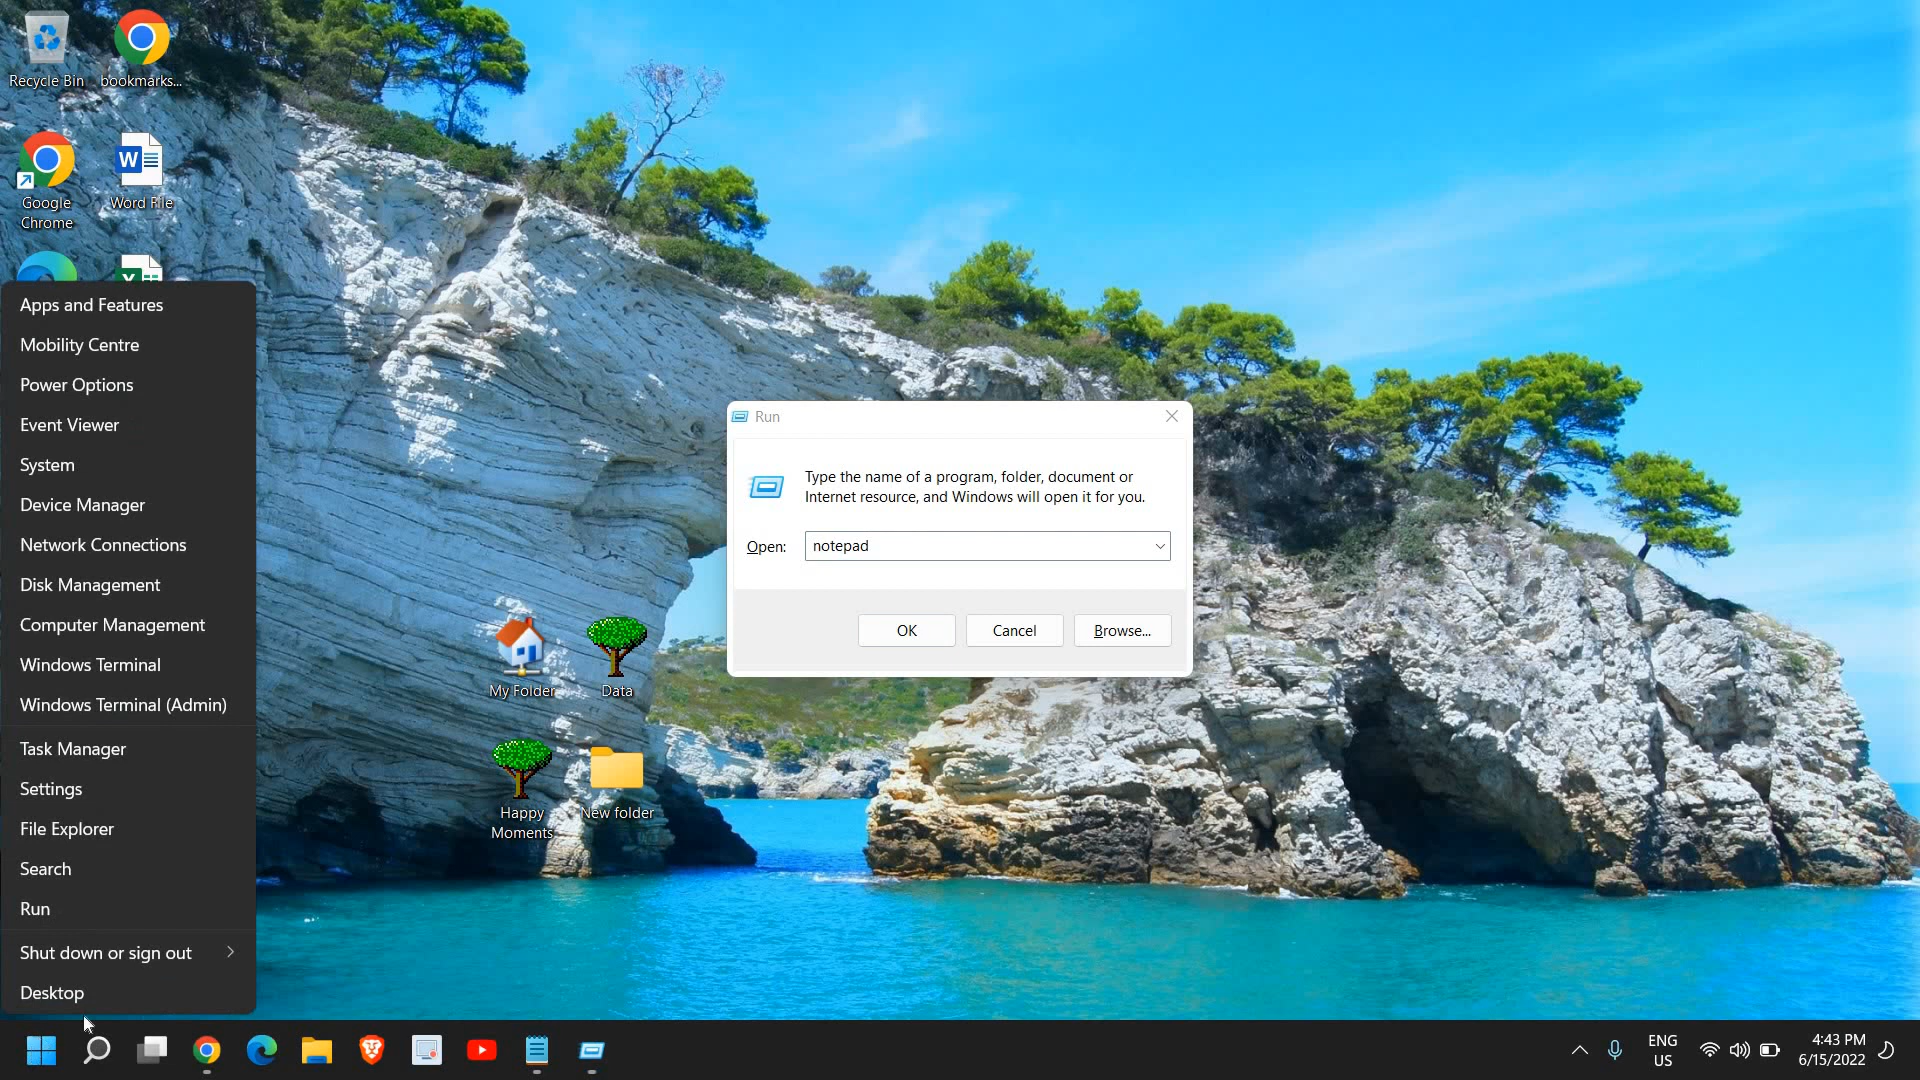 Recycle Bin
bookmarks...
Google
Chrome
Word File
Apps and Features
Mobility Centre
Power Options
Event Viewer
System
Device Manager
Network Connections
Disk Management
Computer Management
Windows Terminal
Windows Terminal (Admin)
Task Manager
Settings
File Explorer
Search
Run
Shut down or sign out
Desktop
My Folder
Data
Happy
Moments
New folder
Run
Type the name of a program, folder, document or
Internet resource, and Windows will open it for you.
Open: notepad
OK Cancel Browse...
ENG
US
4:43 PM
6/15/2022